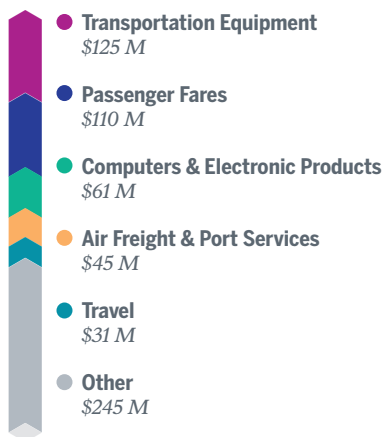 Transportation Equipment
$125 M
Passenger Fares
$110 M
Computers & Electronic Products
$61 M
Air Freight & Port Services
$45 M
Travel
$31 M
Other
$245 M